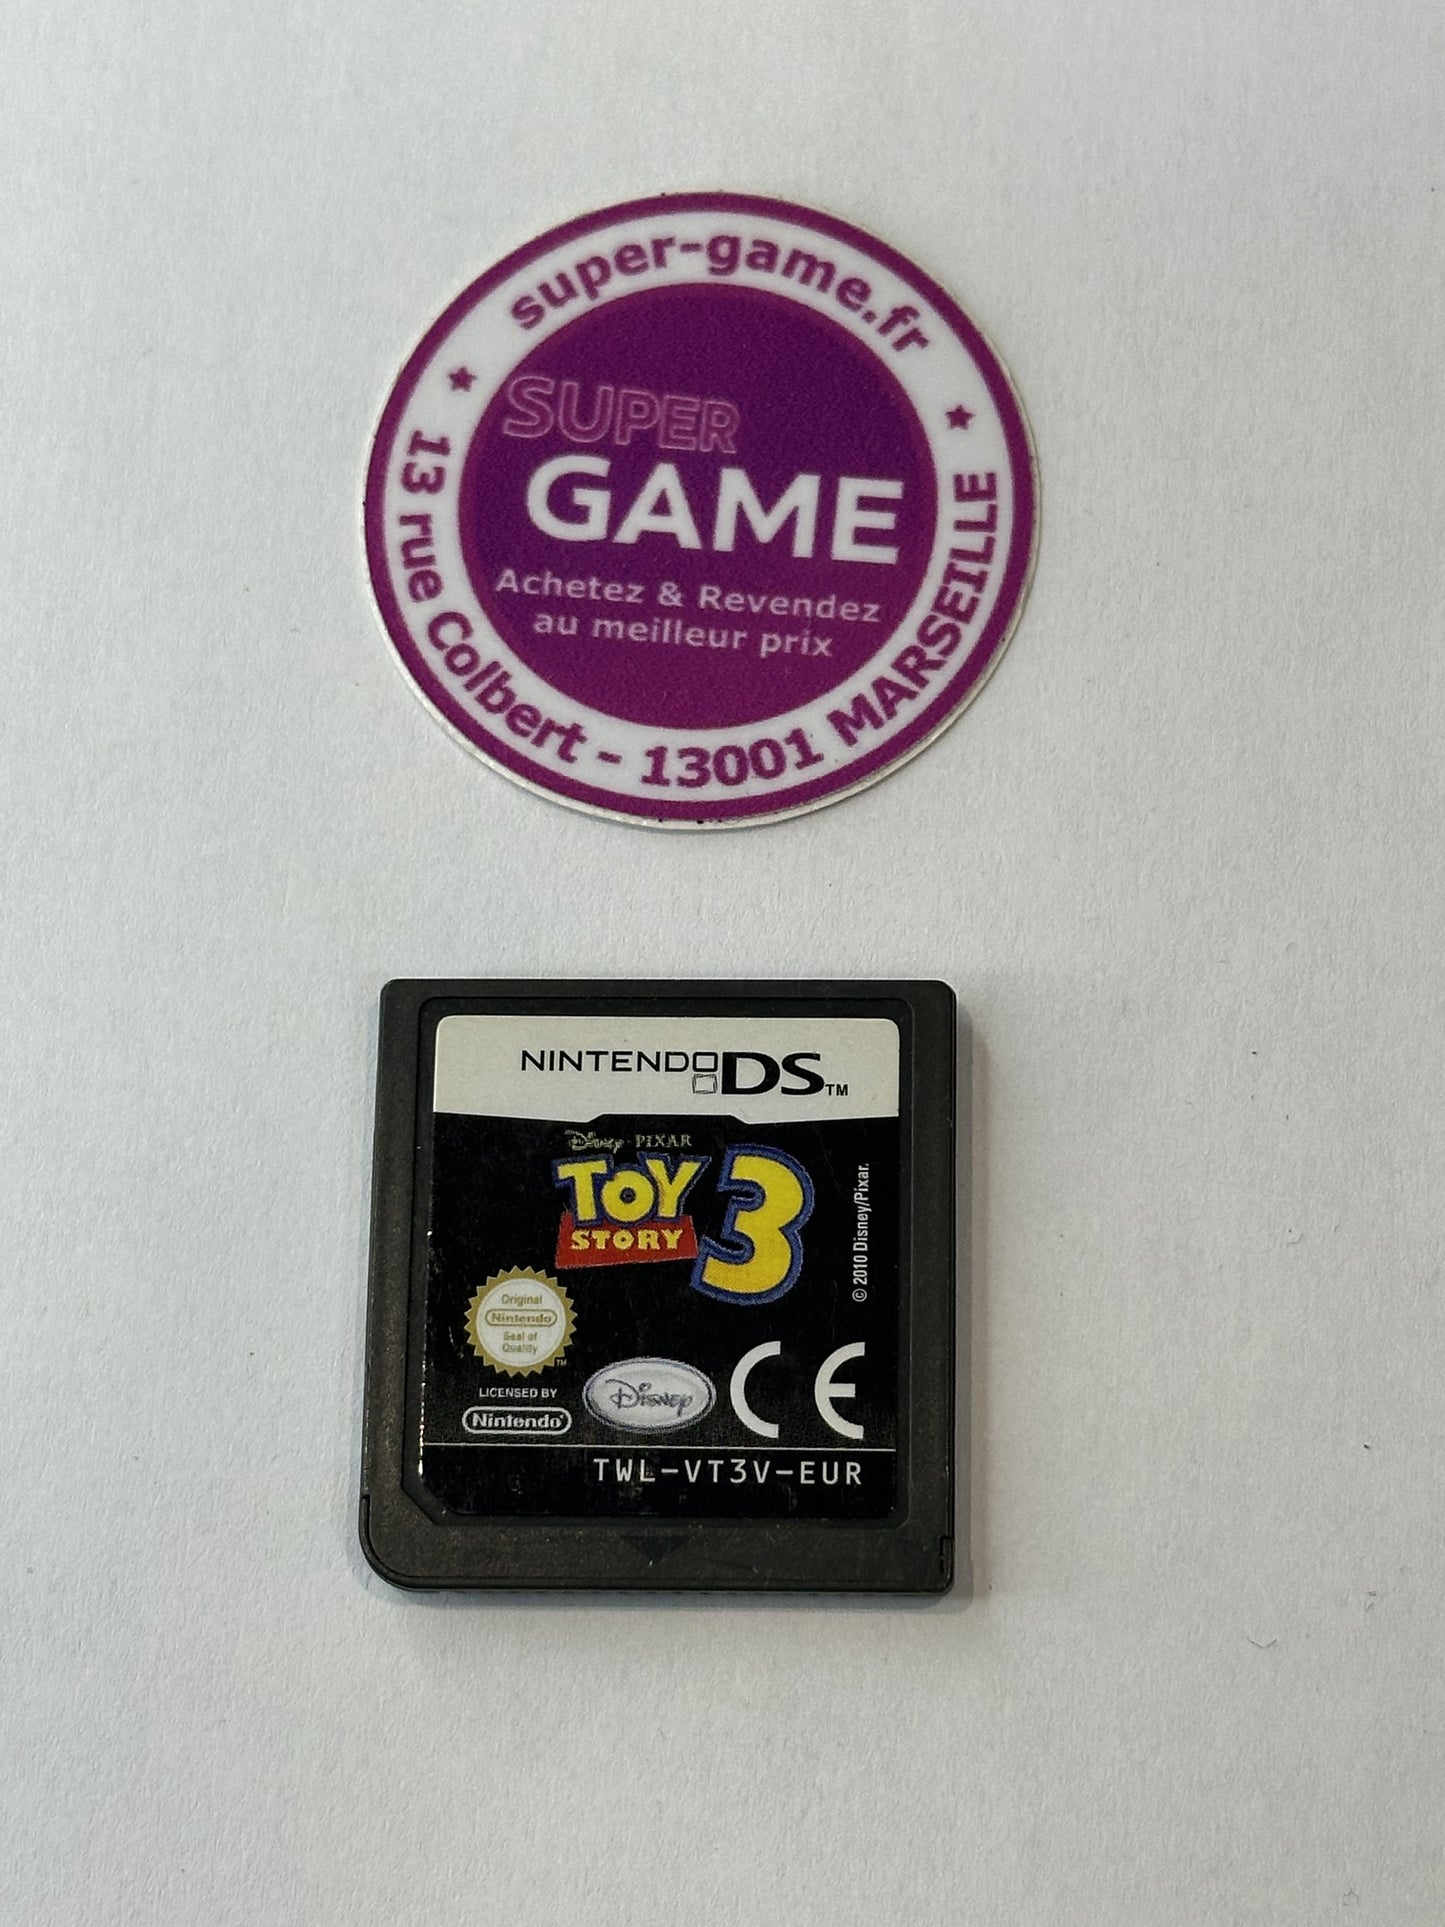 super-game.fr
SUPER
GAME
Achetez & Revendez
au meilleur prix
13 rue Colbert - 13001 MARSEILLE
NINTENDO DS TM
Disney · PIXAR
TOY
STORY
3
© 2010 Disney/Pixar.
Original
Nintendo
Seal of
Quality
TM
LICENSED BY
Nintendo
Disney
CE
TWL-VT3V-EUR